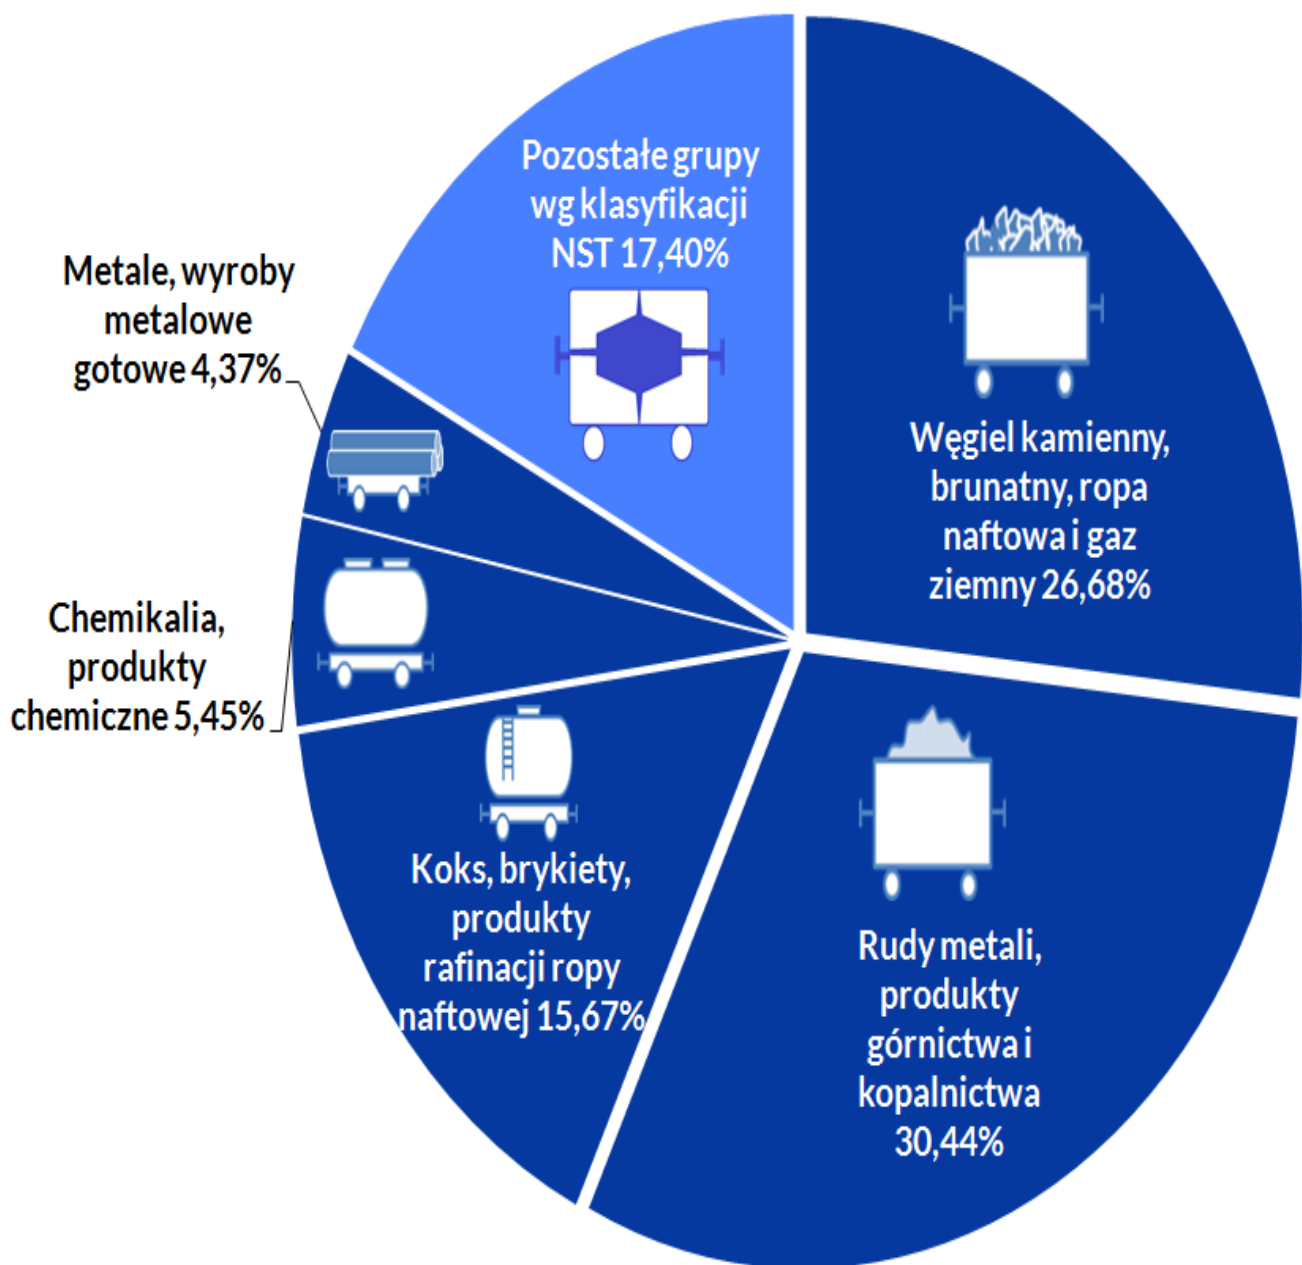 Pozostałe grupy
wg klasyfikacji
NST 17,40%
Metale, wyroby
metalowe
gotowe 4,37%
Węgiel kamienny,
brunatny, ropa
naftowa i gaz
ziemny 26,68%
Chemikalia,
produkty
chemiczne 5,45%
Koks, brykiety,
produkty
rafinacji ropy
naftowej 15,67%
Rudy metali,
produkty
górnictwa i
kopalnictwa
30,44%